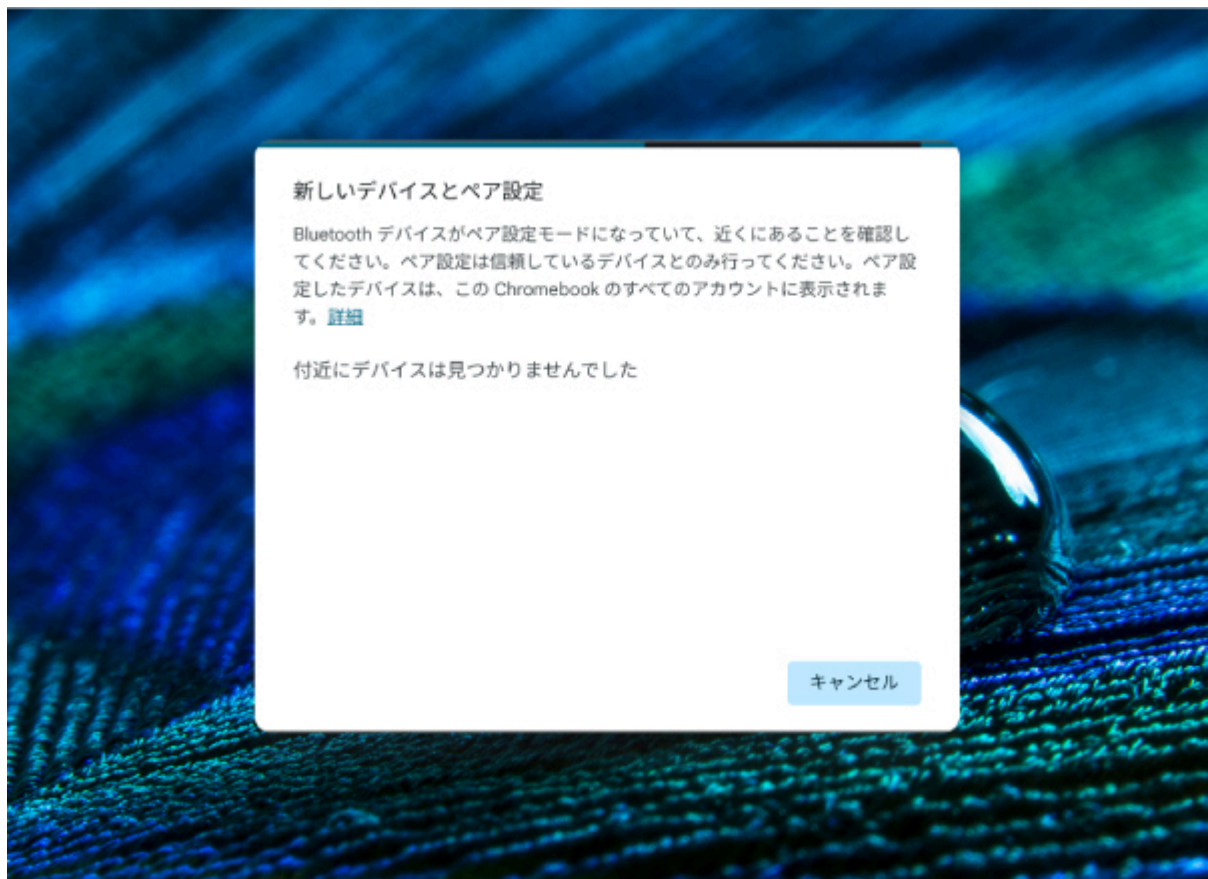 新しいデバイスとペア設定
Bluetooth デバイスがペア設定モードになっていて、近くにあることを確認し
てください。ペア設定は信頼しているデバイスとのみ行ってください。ペア設
定したデバイスは、この Chromebook のすべてのアカウントに表示されま
す。詳細
付近にデバイスは見つかりませんでした
キャンセル